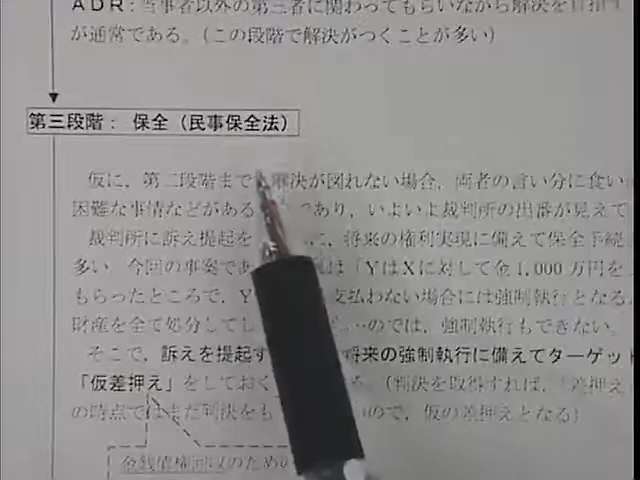 ADR：当事者以外の第三者に関わってもらいながら解決を目指す
が通常である。（この段階で解決がつくことが多い）
第三段階： 保全（民事保全法）
仮に，第二段階まで 解決が図れない場合，両者の言い分に食い
困難な事情などがある であり，いよいよ裁判所の出番が見えて
裁判所に訴え提起を に，将来の権利実現に備えて保全手続
多い 今回の事案であ は「YはXに対して金1,000万円を
もらったところで，Y 支払わない場合には強制執行となる
財産を全て処分してし のでは，強制執行もできない。
そこで，訴えを提起す 将来の強制執行に備えてターゲット
「仮差押え」をしておく （判決を取得すれば，「差押え
の時点ではまだ判決をも ので，仮の差押えとなる）
金銭債権 のための